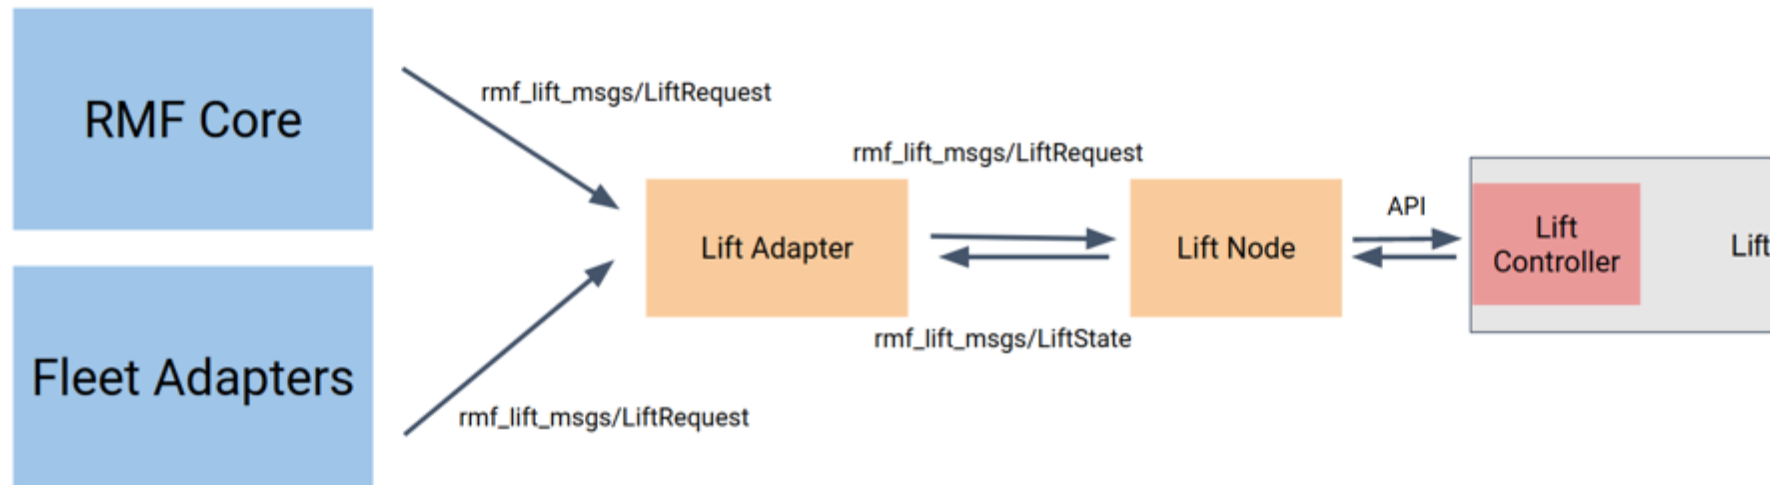 RMF Core
rmf_lift_msgs/LiftRequest
rmf_lift_msgs/LiftRequest
Lift Adapter
Lift Node
API
Lift
Controller
Lift
rmf_lift_msgs/LiftState
Fleet Adapters
rmf_lift_msgs/LiftRequest